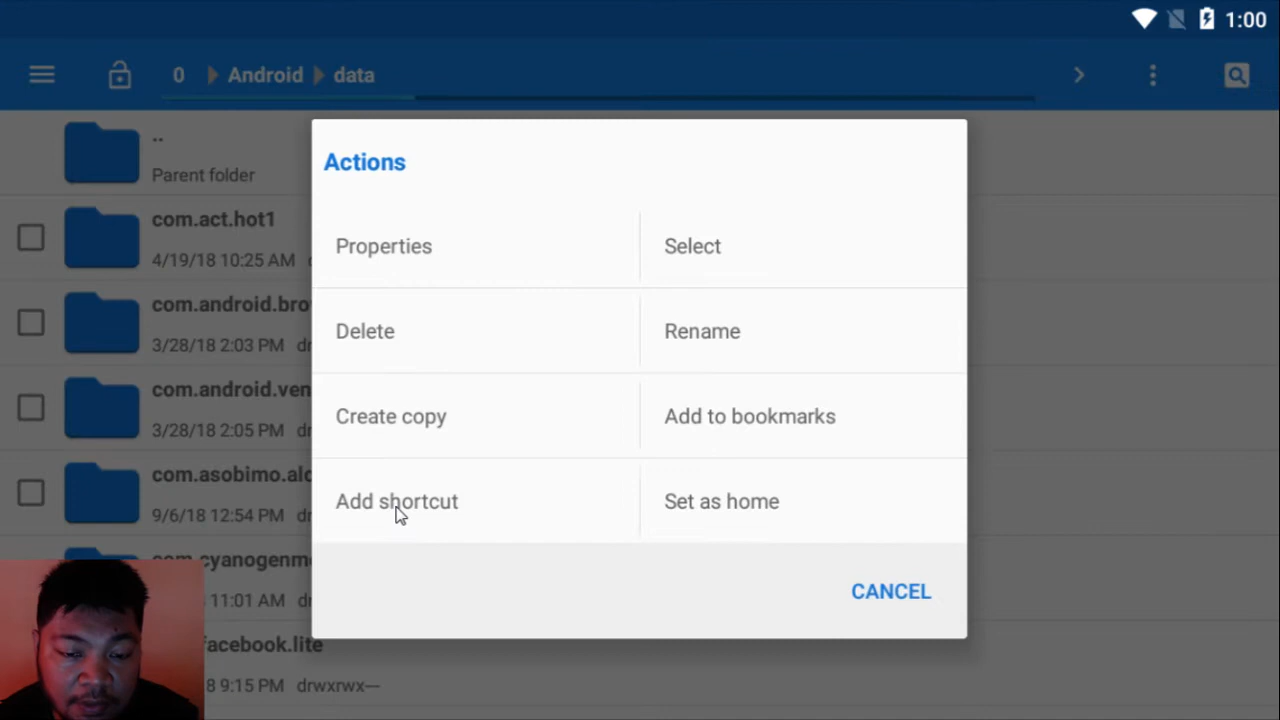 1:00
0 Android data
..
Parent folder
com.act.hot1
4/19/18 10:25 AM
com.android.bro
3/28/18 2:03 PM
com.android.ven
3/28/18 2:05 PM
com.asobimo.alc
9/6/18 12:54 PM
com.cyanogenm
11:01 AM
facebook.lite
8 9:15 PM drwxrwx---
Actions
Properties Select
Delete Rename
Create copy Add to bookmarks
Add shortcut Set as home
CANCEL